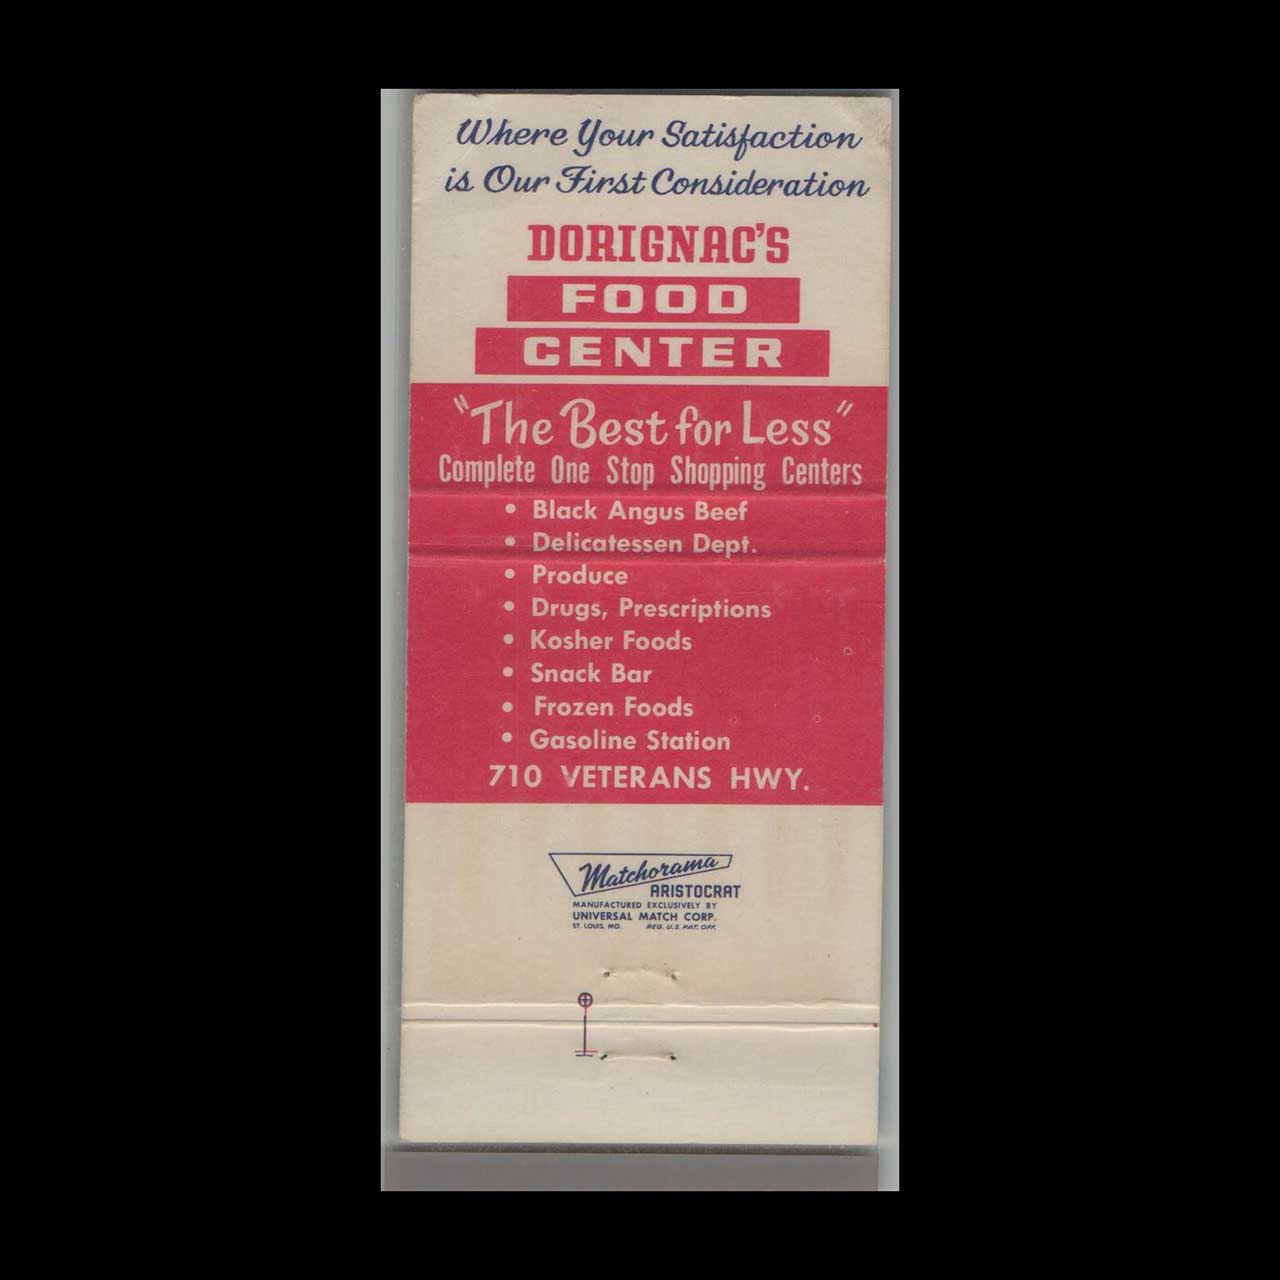 Where Your Satisfaction
is Our First Consideration
DORIGNAC'S
FOOD
CENTER
"The Best for Less"
Complete One Stop Shopping Centers
• Black Angus Beef
• Delicatessen Dept.
• Produce
• Drugs, Prescriptions
• Kosher Foods
• Snack Bar
• Frozen Foods
• Gasoline Station
710 VETERANS HWY.
Matchorama
ARISTOCRAT
MANUFACTURED EXCLUSIVELY BY
UNIVERSAL MATCH CORP.
ST. LOUIS, MO. REG. U.S. PAT. OFF.